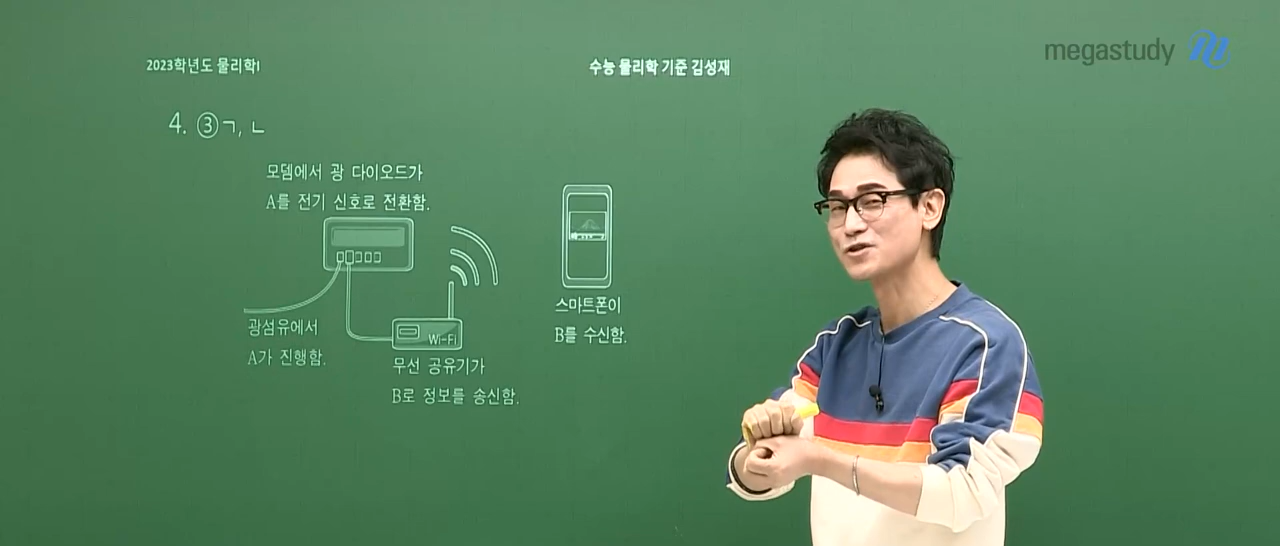 megastudy
2023학년도 물리학I
수능 물리학 기준 김성재
4. ③ ㄱ, ㄴ
모뎀에서 광 다이오드가
A를 전기 신호로 전환함.
광섬유에서
A가 진행함.
Wi-Fi
무선 공유기가
B로 정보를 송신함.
스마트폰이
B를 수신함.